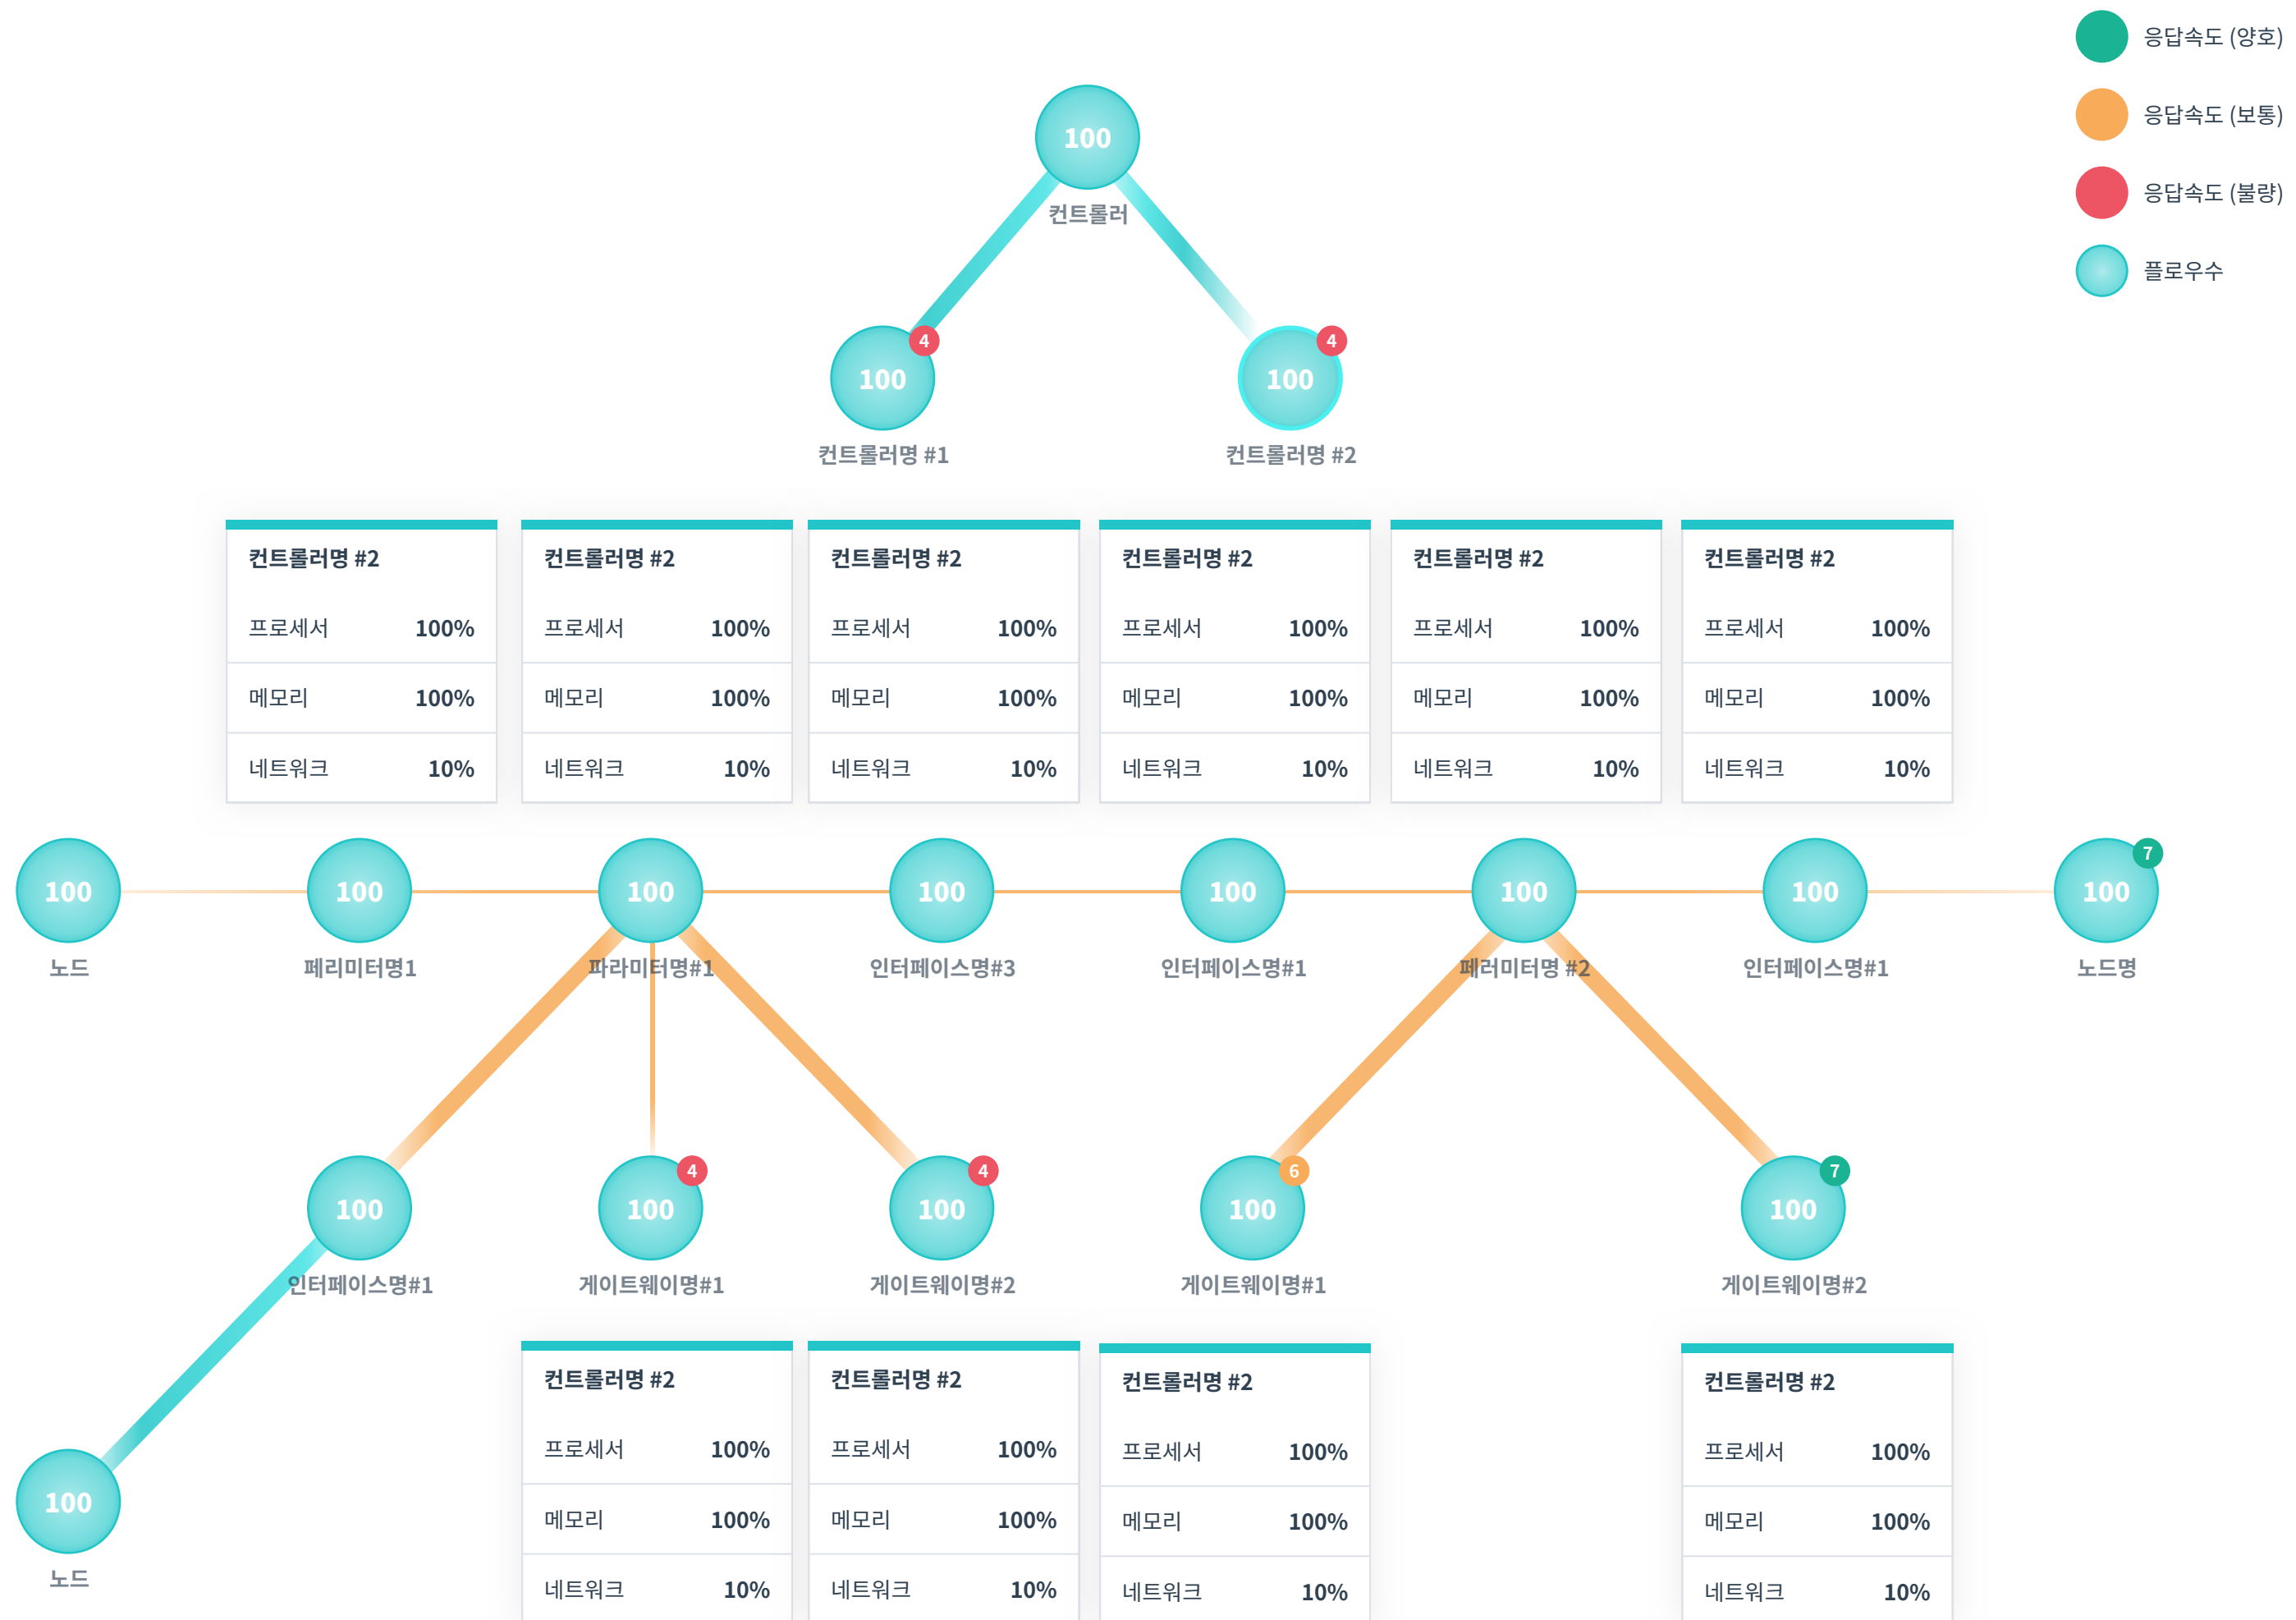 응답속도 (양호)
응답속도 (보통)
응답속도 (불량)
플로우수
100
컨트롤러
4
100
컨트롤러명 #1
4
100
컨트롤러명 #2
컨트롤러명 #2
프로세서 100%
메모리 100%
네트워크 10%
컨트롤러명 #2
프로세서 100%
메모리 100%
네트워크 10%
컨트롤러명 #2
프로세서 100%
메모리 100%
네트워크 10%
컨트롤러명 #2
프로세서 100%
메모리 100%
네트워크 10%
컨트롤러명 #2
프로세서 100%
메모리 100%
네트워크 10%
컨트롤러명 #2
프로세서 100%
메모리 100%
네트워크 10%
100
노드
100
페리미터명1
100
파라미터명#1
100
인터페이스명#3
100
인터페이스명#1
100
페러미터명 #2
100
인터페이스명#1
7
100
노드명
100
인터페이스명#1
4
100
게이트웨이명#1
4
100
게이트웨이명#2
6
100
게이트웨이명#1
7
100
게이트웨이명#2
100
노드
컨트롤러명 #2
프로세서 100%
메모리 100%
네트워크 10%
컨트롤러명 #2
프로세서 100%
메모리 100%
네트워크 10%
컨트롤러명 #2
프로세서 100%
메모리 100%
네트워크 10%
컨트롤러명 #2
프로세서 100%
메모리 100%
네트워크 10%